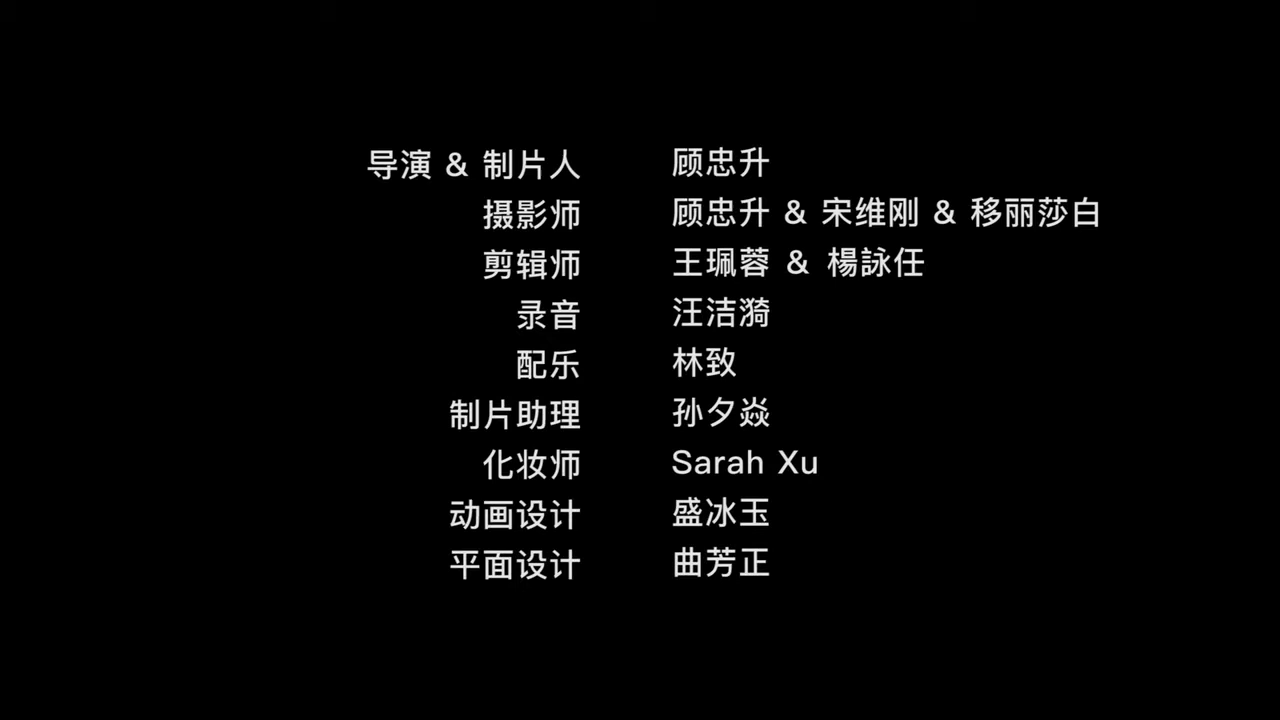 导演 & 制片人 顾忠升
摄影师 顾忠升 & 宋维刚 & 移丽莎白
剪辑师 王珮蓉 & 楊詠任
录音 汪洁漪
配乐 林致
制片助理 孙夕焱
化妆师 Sarah Xu
动画设计 盛冰玉
平面设计 曲芳正